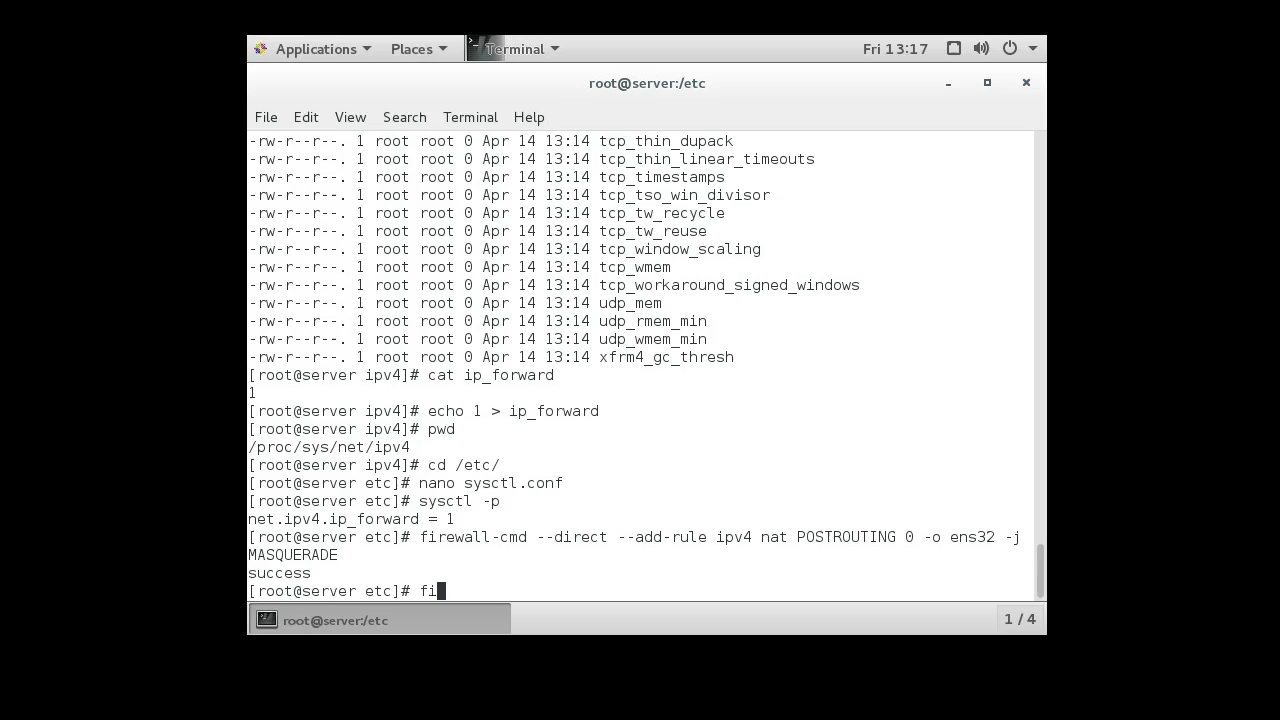 Applications Places Terminal Fri 13:17
root@server:/etc
File Edit View Search Terminal Help
-rw-r--r--. 1 root root 0 Apr 14 13:14 tcp_thin_dupack
-rw-r--r--. 1 root root 0 Apr 14 13:14 tcp_thin_linear_timeouts
-rw-r--r--. 1 root root 0 Apr 14 13:14 tcp_timestamps
-rw-r--r--. 1 root root 0 Apr 14 13:14 tcp_tso_win_divisor
-rw-r--r--. 1 root root 0 Apr 14 13:14 tcp_tw_recycle
-rw-r--r--. 1 root root 0 Apr 14 13:14 tcp_tw_reuse
-rw-r--r--. 1 root root 0 Apr 14 13:14 tcp_window_scaling
-rw-r--r--. 1 root root 0 Apr 14 13:14 tcp_wmem
-rw-r--r--. 1 root root 0 Apr 14 13:14 tcp_workaround_signed_windows
-rw-r--r--. 1 root root 0 Apr 14 13:14 udp_mem
-rw-r--r--. 1 root root 0 Apr 14 13:14 udp_rmem_min
-rw-r--r--. 1 root root 0 Apr 14 13:14 udp_wmem_min
-rw-r--r--. 1 root root 0 Apr 14 13:14 xfrm4_gc_thresh
[root@server ipv4]# cat ip_forward
1
[root@server ipv4]# echo 1 > ip_forward
[root@server ipv4]# pwd
/proc/sys/net/ipv4
[root@server ipv4]# cd /etc/
[root@server etc]# nano sysctl.conf
[root@server etc]# sysctl -p
net.ipv4.ip_forward = 1
[root@server etc]# firewall-cmd --direct --add-rule ipv4 nat POSTROUTING 0 -o ens32 -j
MASQUERADE
success
[root@server etc]# fi
root@server:/etc 1 / 4